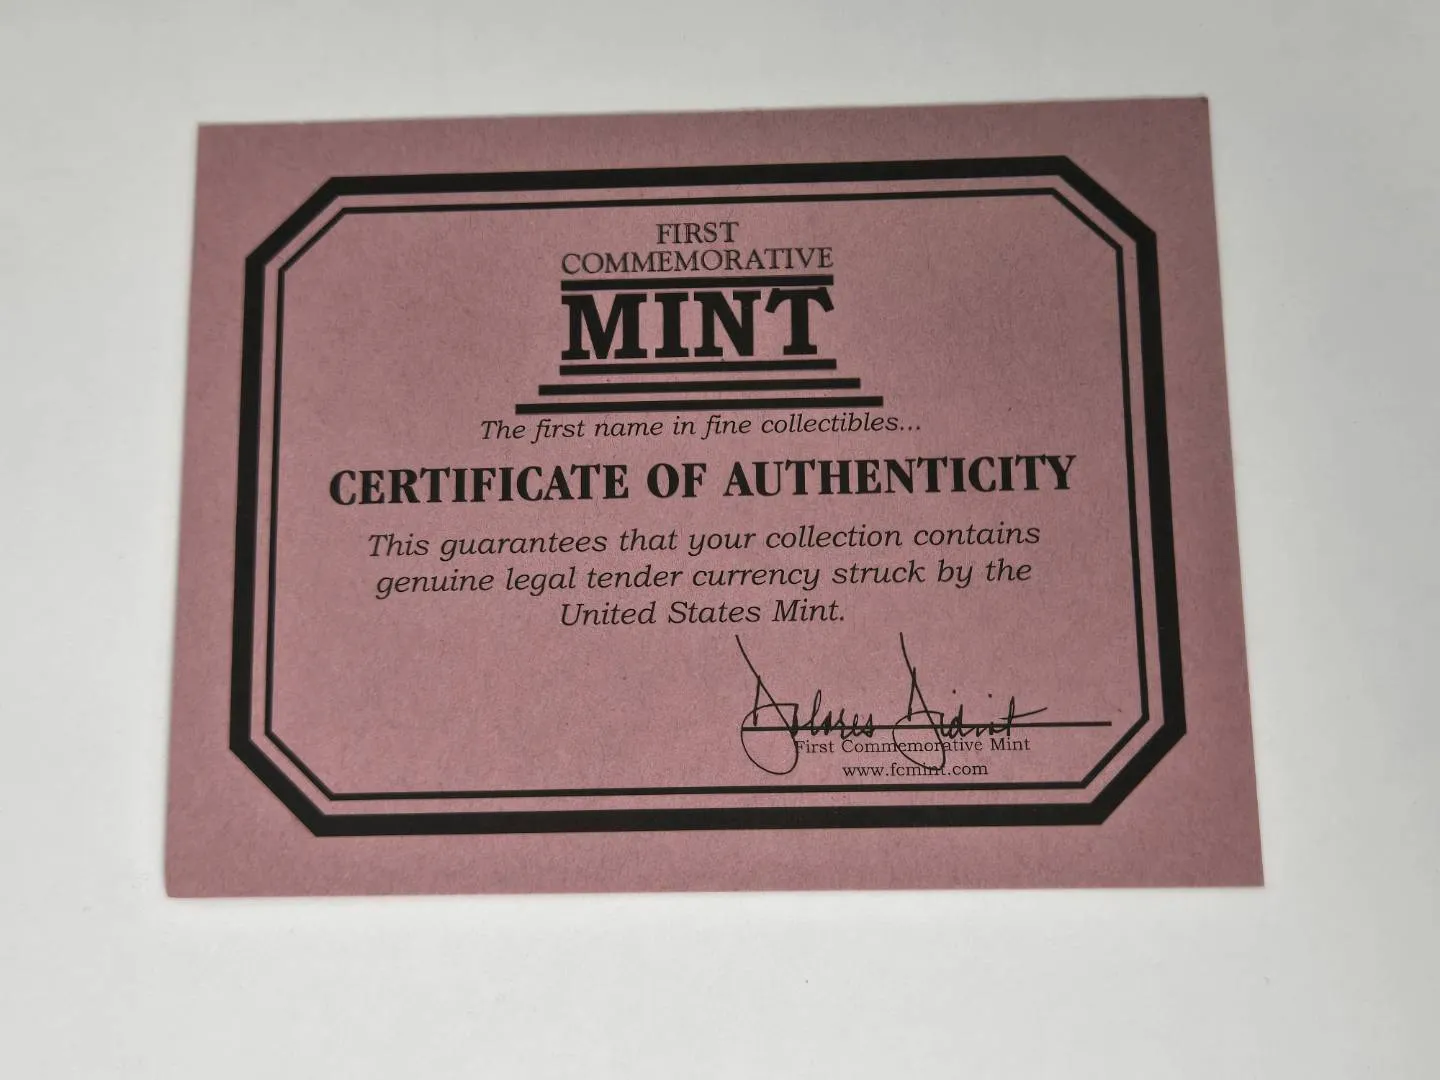 FIRST
COMMEMORATIVE
MINT
The first name in fine collectibles...
CERTIFICATE OF AUTHENTICITY
This guarantees that your collection contains
genuine legal tender currency struck by the
United States Mint.
Dolores
First Commemorative Mint
www.fcmint.com